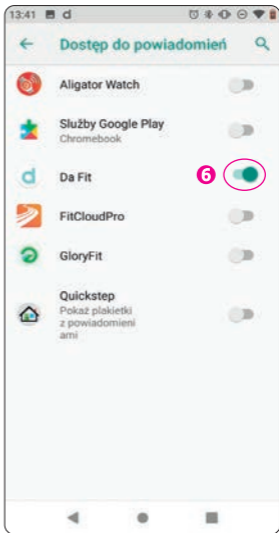 13:41 d
Dostęp do powiadomień
Aligator Watch
Služby Google Play
Chromebook
d Da Fit
6
FitCloudPro
GloryFit
Quickstep
Pokaż plakietki
z powiadomieni
ami